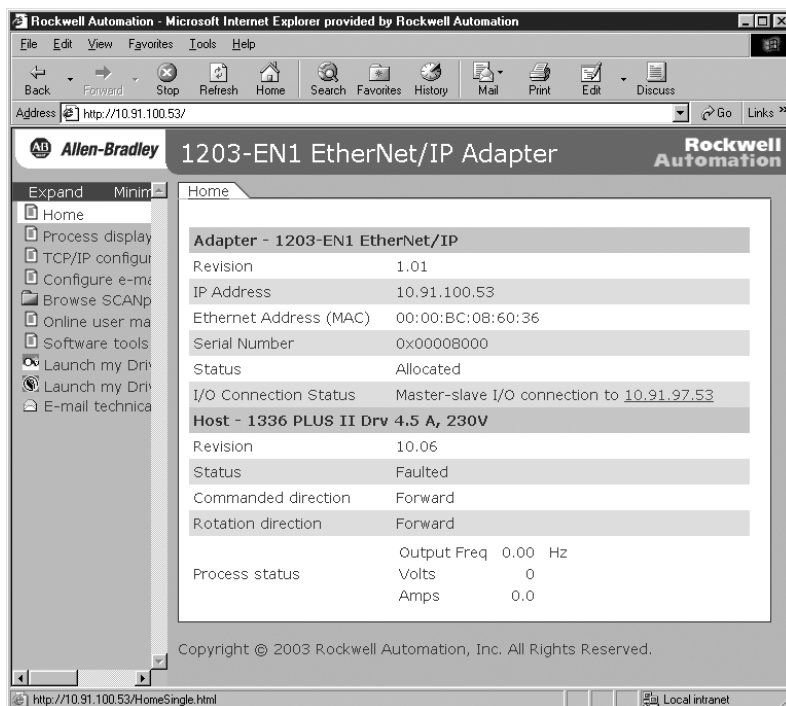 Rockwell Automation - Microsoft Internet Explorer provided by Rockwell Automation
File Edit View Favorites Tools Help
Back Forward Stop Refresh Home Search Favorites History Mail Print Edit Discuss
Address http://10.91.100.53/ Go Links »
AB Allen-Bradley 1203-EN1 EtherNet/IP Adapter Rockwell Automation
Expand Minim
Home
Process display
TCP/IP configur
Configure e-ma
Browse SCANp
Online user ma
Software tools
Launch my Driv
Launch my Driv
E-mail technica
Home
Adapter - 1203-EN1 EtherNet/IP
Revision 1.01
IP Address 10.91.100.53
Ethernet Address (MAC) 00:00:BC:08:60:36
Serial Number 0x00008000
Status Allocated
I/O Connection Status Master-slave I/O connection to 10.91.97.53
Host - 1336 PLUS II Drv 4.5 A, 230V
Revision 10.06
Status Faulted
Commanded direction Forward
Rotation direction Forward
Process status
Output Freq 0.00 Hz
Volts 0
Amps 0.0
Copyright © 2003 Rockwell Automation, Inc. All Rights Reserved.
http://10.91.100.53/HomeSingle.html Local intranet